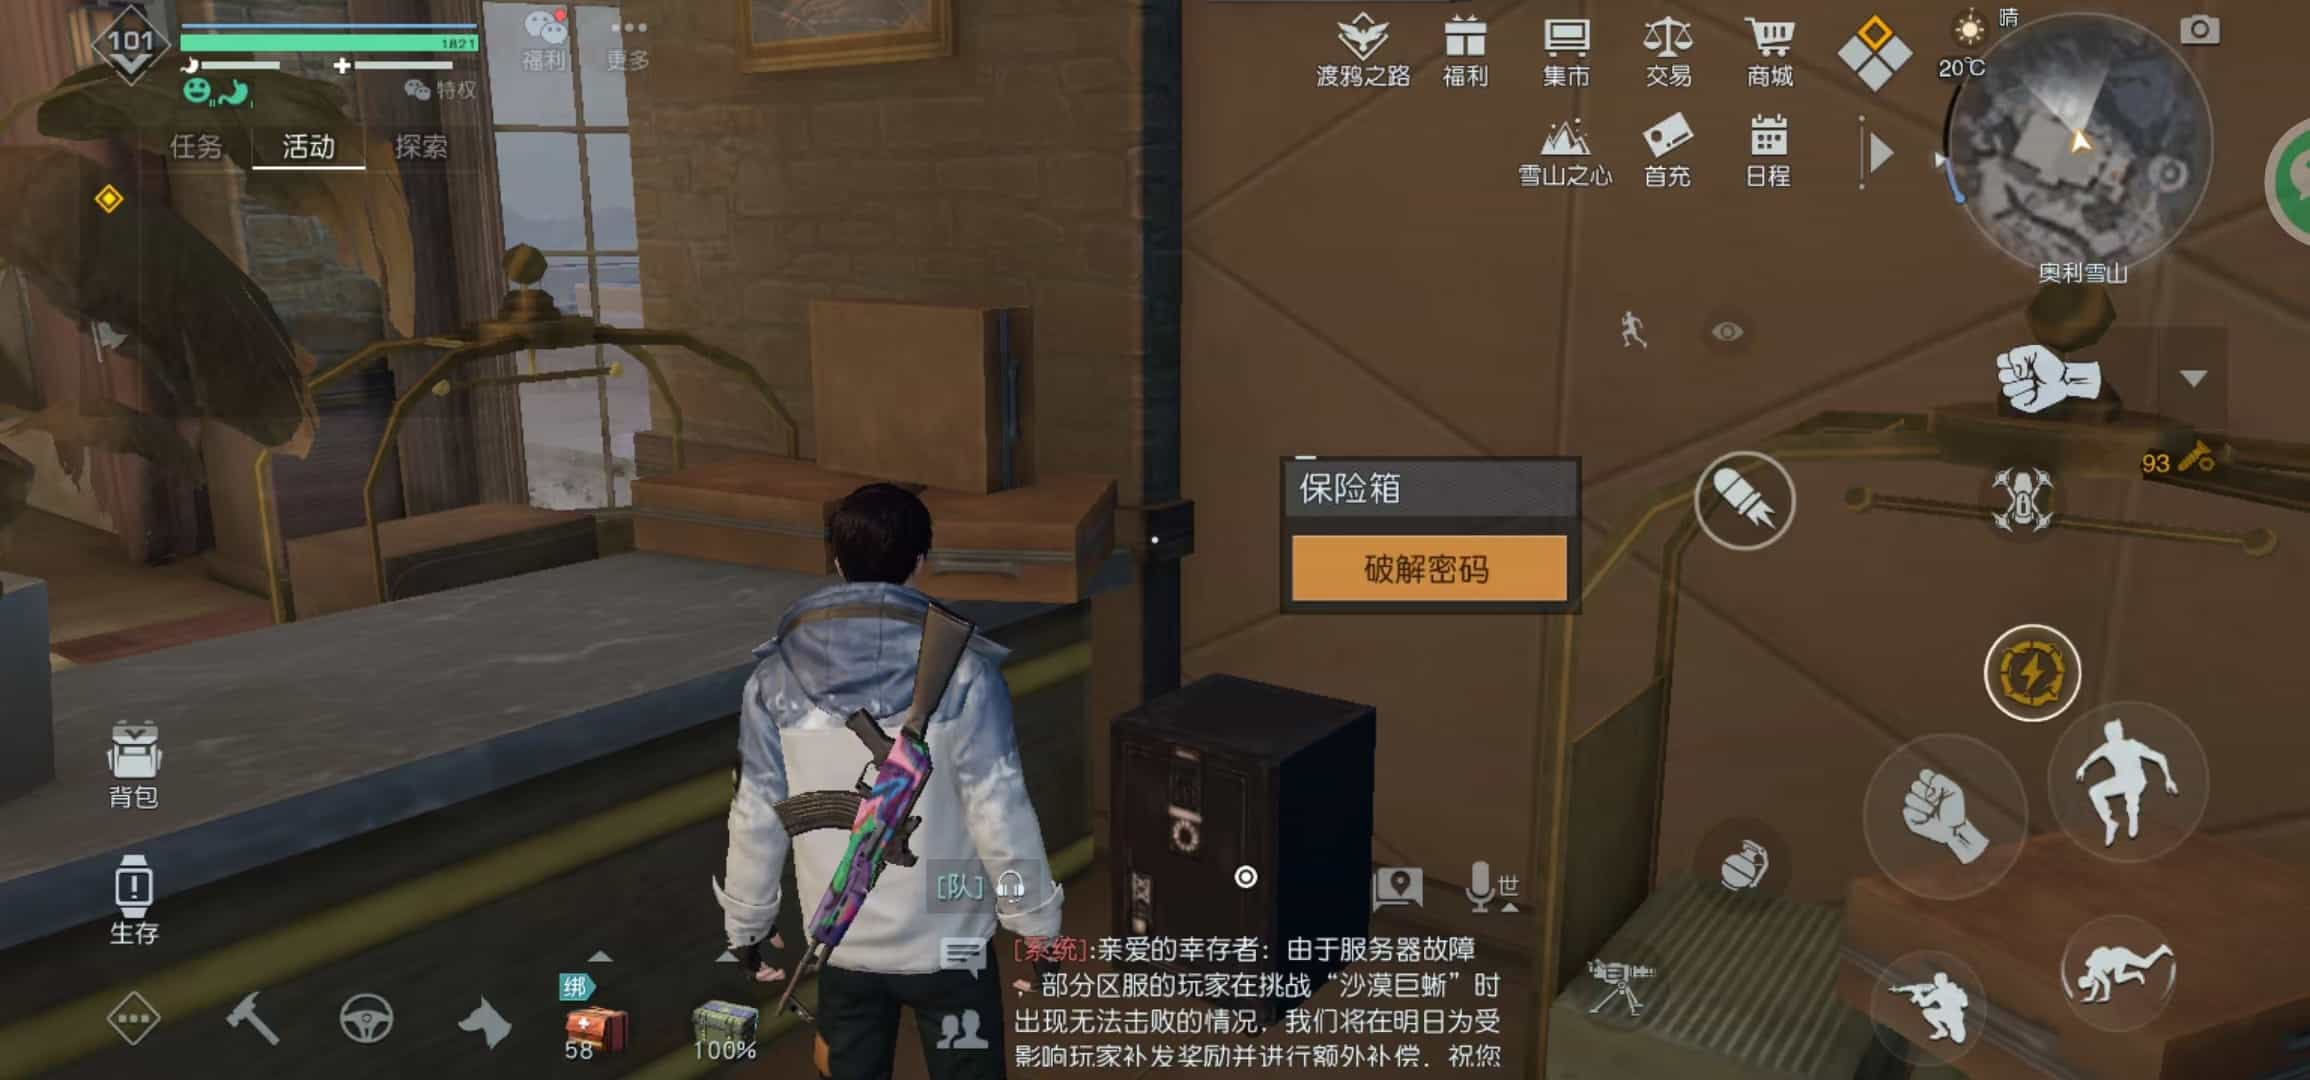 101
1821
特权
福利
更多
任务
活动
探索
渡鸦之路
福利
集市
交易
商城
雪山之心
首充
日程
晴
20℃
奥利雪山
93
保险箱
破解密码
背包
生存
绑
58
100%
[队]
世
[系统]:亲爱的幸存者：由于服务器故障
，部分区服的玩家在挑战“沙漠巨蜥”时
出现无法击败的情况，我们将在明日为受
影响玩家补发奖励并进行额外补偿，祝您